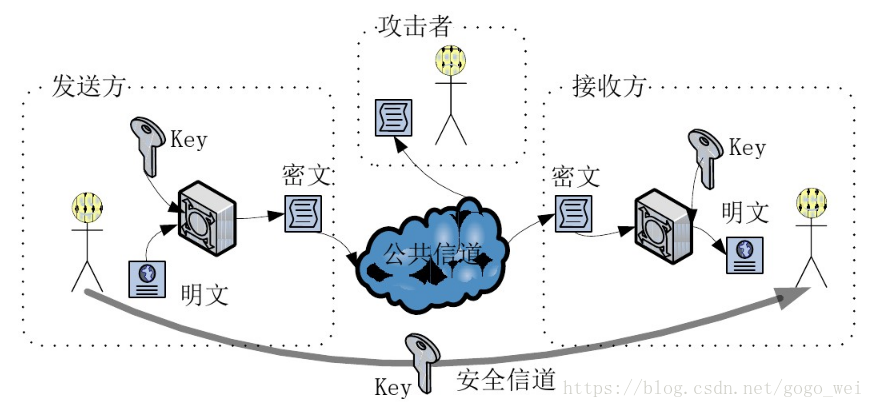 攻击者
发送方
接收方
Key
Key
密文
密文
明文
公共信道
明文
Key
安全信道
https://blog.csdn.net/gogo_wei